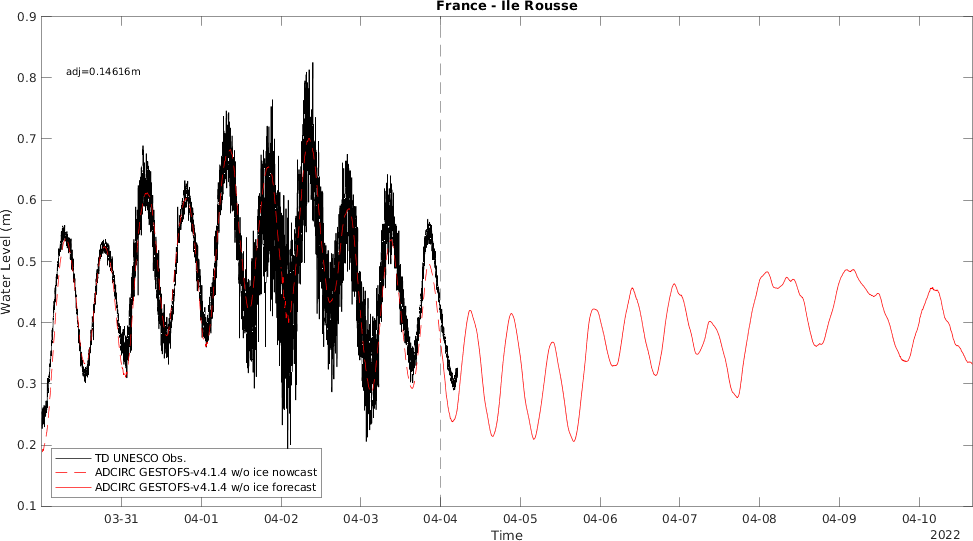 France - Ile Rousse
adj=0.14616m
0.9
0.8
0.7
0.6
0.5
0.4
0.3
0.2
0.1
Water Level (m)
TD UNESCO Obs.
ADCIRC GESTOFS-v4.1.4 w/o ice nowcast
ADCIRC GESTOFS-v4.1.4 w/o ice forecast
03-31 04-01 04-02 04-03 04-04 04-05 04-06 04-07 04-08 04-09 04-10
Time
2022